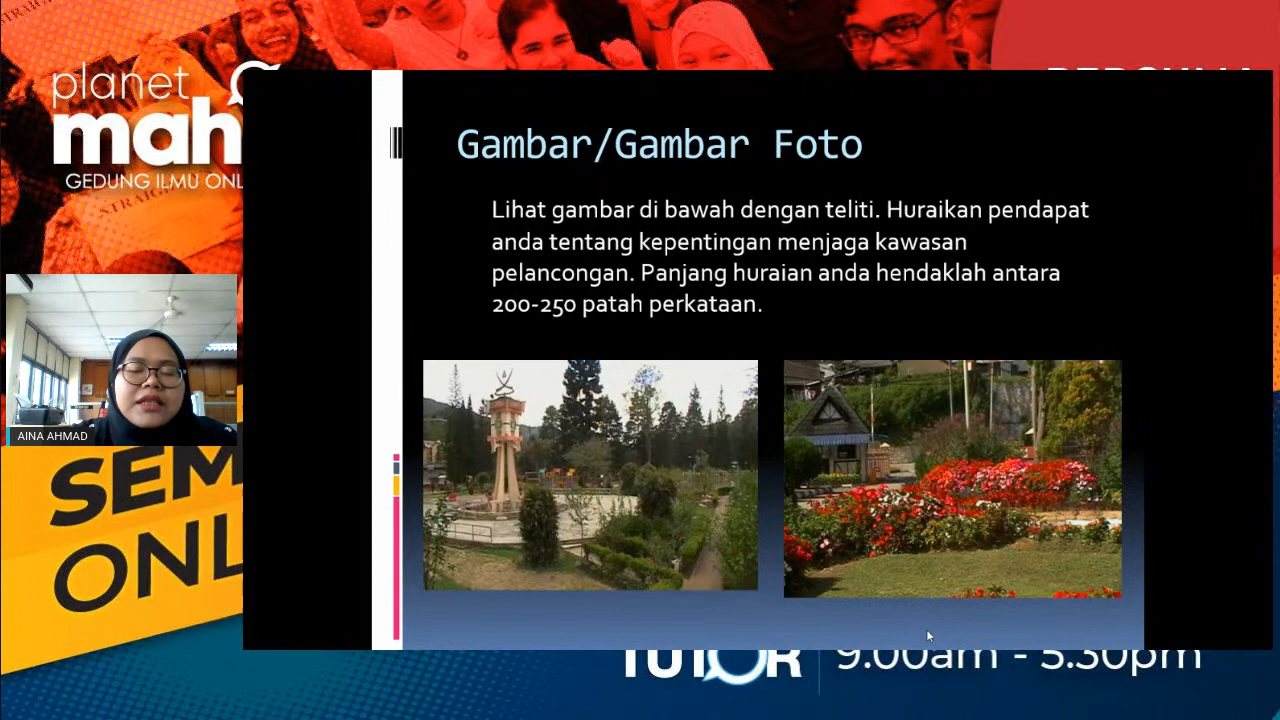 planet
mah
GEDUNG ILMU ONL
Gambar/Gambar Foto
Lihat gambar di bawah dengan teliti. Huraikan pendapat
anda tentang kepentingan menjaga kawasan
pelancongan. Panjang huraian anda hendaklah antara
200-250 patah perkataan.
AINA AHMAD
SEM
ONL
TUTOR
9.00am - 5.30pm